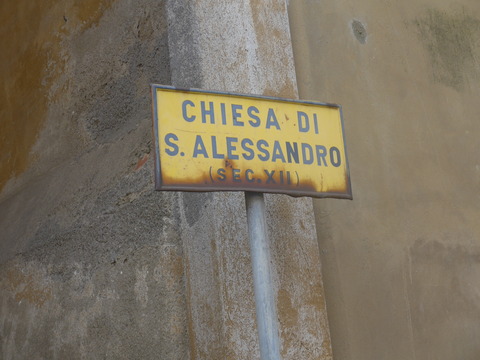 CHIESA DI
S. ALESSANDRO
(SEC. XII)